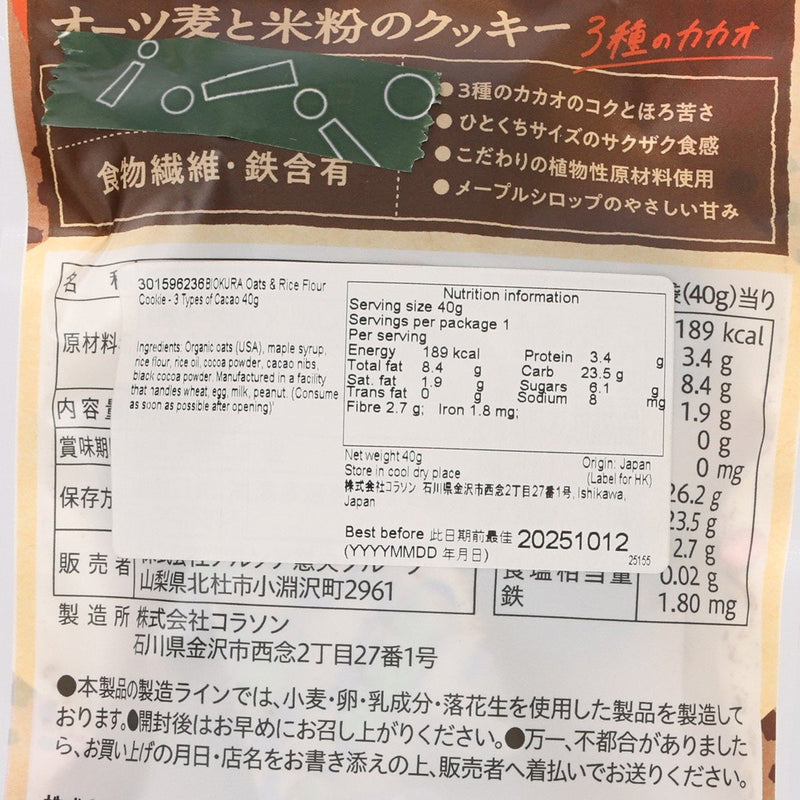 オーツ麦と米粉のクッキー 3種のカカオ
食物繊維・鉄含有
●3種のカカオのコクとほろ苦さ
●ひとくちサイズのサクザク食感
●こだわりの植物性原材料使用
●メープルシロップのやさしい甘み
301596236BIOKURA Oats & Rice Flour
Cookie - 3 Types of Cacao 40g
Ingredients: Organic oats (USA), maple syrup,
rice flour, rice oil, cocoa powder, cacao nibs,
black cocoa powder. Manufactured in a facility
that handles wheat, egg, milk, peanut. (Consume
as soon as possible after opening)
Nutrition information
Serving size 40g
Servings per package 1
Per serving
Energy 189 kcal Protein 3.4 g
Total fat 8.4 g Carb 23.5 g
Sat. fat 1.9 g Sugars 6.1 g
Trans fat 0 g Sodium 8 mg
Fibre 2.7 g; Iron 1.8 mg;
Net weight 40g Origin: Japan
Store in cool dry place (Label for HK)
株式会社コラソン 石川県金沢市西念2丁目27番1号, Ishikawa,
Japan
Best before 此日期前最佳 20251012
(YYYYMMDD 年月日) 25155
名
原材料
内容
賞味期
保存方
(40g)当り
189 kcal
3.4 g
8.4 g
1.9 g
0 g
0 mg
26.2 g
23.5 g
2.7 g
食塩相当量 0.02 g
鉄 1.80 mg
販売者
山梨県北杜市小淵沢町2961
製造所 株式会社コラソン
石川県金沢市西念2丁目27番1号
●本製品の製造ラインでは、小麦・卵・乳成分・落花生を使用した製品を製造して
おります。●開封後はお早めにお召し上がりください。●万一、不都合がありました
ら、お買い上げの月日・店名をお書き添えの上、販売者へ着払いでお送りください。